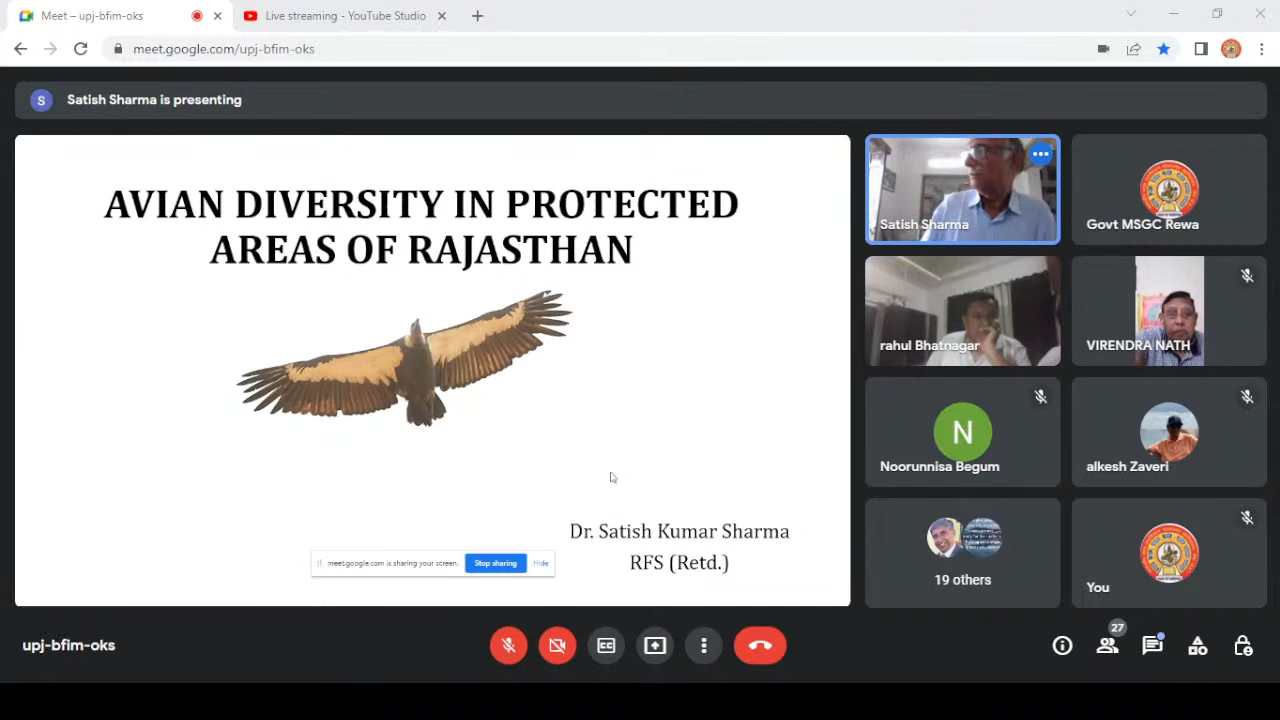 Meet – upj-bfim-oks
Live streaming - YouTube Studio
meet.google.com/upj-bfim-oks
S
Satish Sharma is presenting
AVIAN DIVERSITY IN PROTECTED
AREAS OF RAJASTHAN
Dr. Satish Kumar Sharma
RFS (Retd.)
meet.google.com is sharing your screen.
Stop sharing
Hide
Satish Sharma
Govt MSGC Rewa
rahul Bhatnagar
VIRENDRA NATH
N
Noorunnisa Begum
alkesh Zaveri
19 others
You
upj-bfim-oks
CC
27